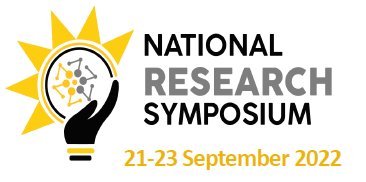 NATIONAL
RESEARCH
SYMPOSIUM
21-23 September 2022